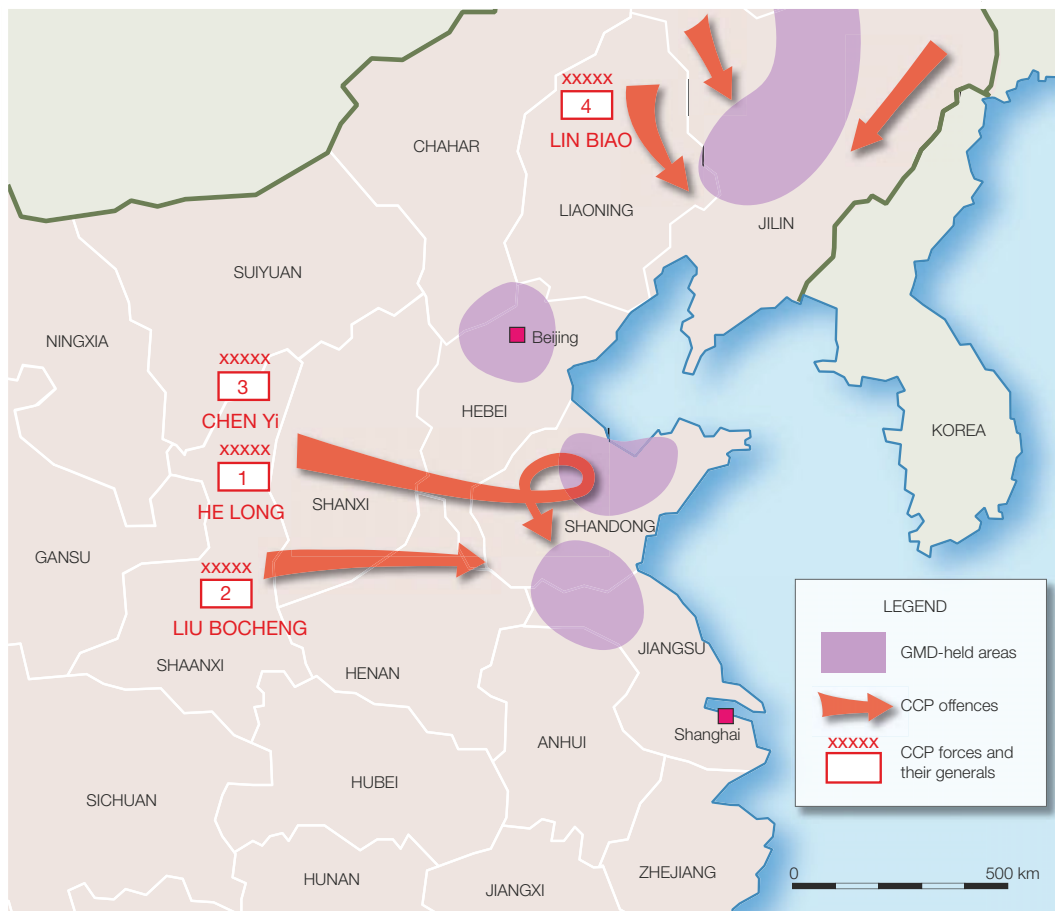 XXXXX
4
LIN BIAO
CHAHAR
LIAONING
JILIN
SUIYUAN
NINGXIA
Beijing
XXXXX
3
CHEN Yi
HEBEI
KOREA
XXXXX
1
HE LONG
SHANXI
SHANDONG
GANSU
XXXXX
2
LIU BOCHENG
SHAANXI
HENAN
JIANGSU
Shanghai
ANHUI
HUBEI
SICHUAN
HUNAN
JIANGXI
ZHEJIANG
LEGEND
GMD-held areas
CCP offences
XXXXX
CCP forces and
their generals
0 500 km